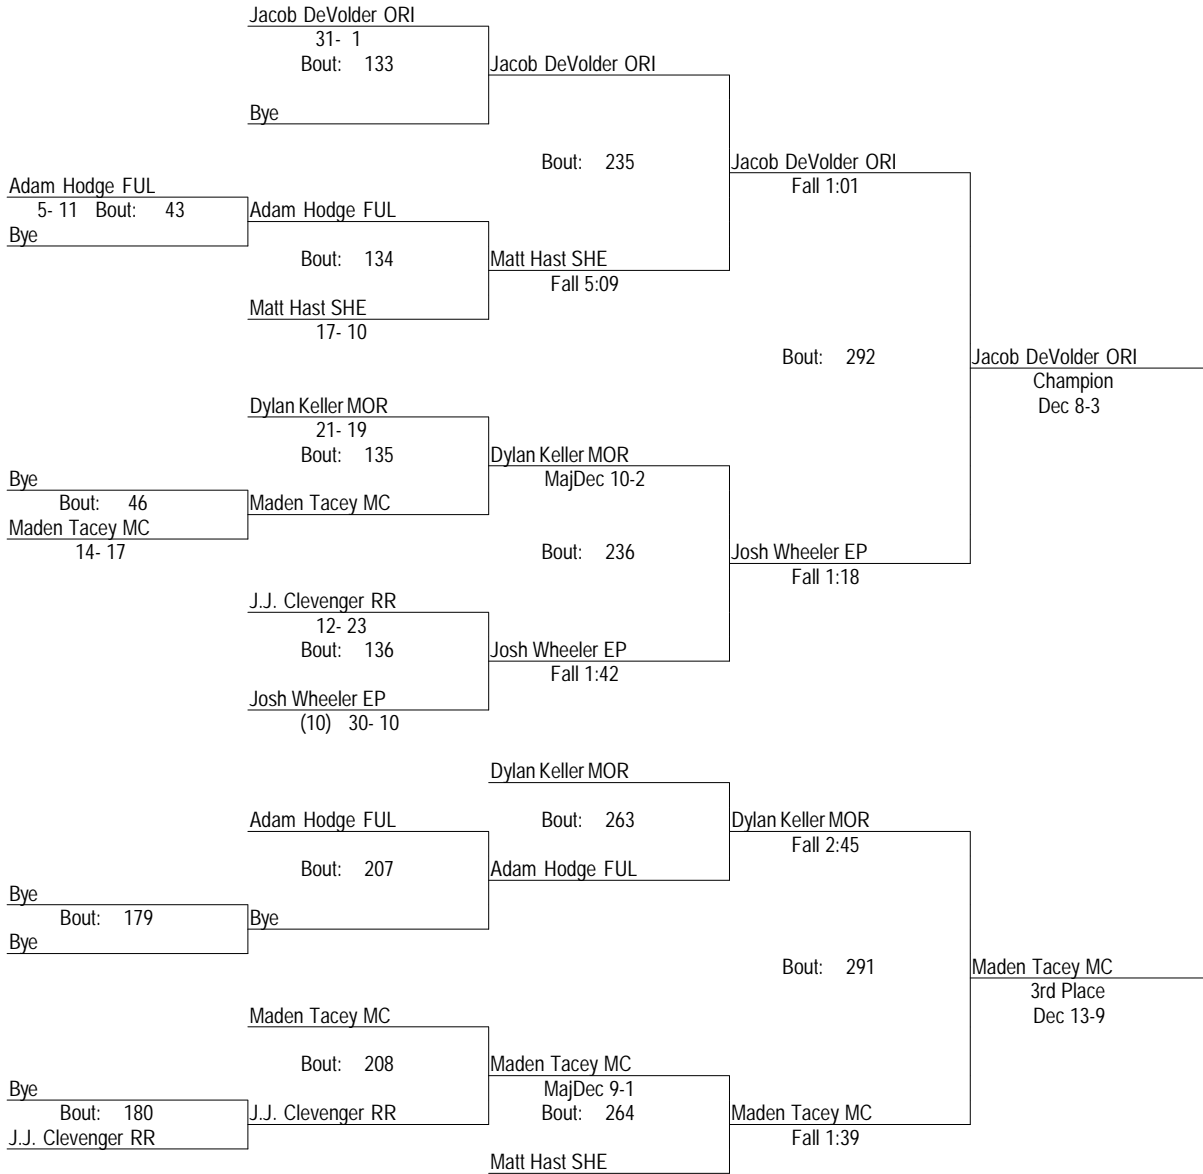 Jacob DeVolder ORI
31- 1
Bout: 133
Jacob DeVolder ORI
Bye
Bout: 235
Jacob DeVolder ORI
Fall 1:01
Adam Hodge FUL
5- 11 Bout: 43
Adam Hodge FUL
Bye
Bout: 134
Matt Hast SHE
Fall 5:09
Matt Hast SHE
17- 10
Bout: 292
Jacob DeVolder ORI
Champion
Dec 8-3
Dylan Keller MOR
21- 19
Bout: 135
Dylan Keller MOR
MajDec 10-2
Bye
Bout: 46
Maden Tacey MC
Maden Tacey MC
14- 17
Bout: 236
Josh Wheeler EP
Fall 1:18
J.J. Clevenger RR
12- 23
Bout: 136
Josh Wheeler EP
Fall 1:42
Josh Wheeler EP
(10) 30- 10
Dylan Keller MOR
Adam Hodge FUL
Bout: 263
Dylan Keller MOR
Fall 2:45
Bout: 207
Adam Hodge FUL
Bye
Bout: 179
Bye
Bye
Bout: 291
Maden Tacey MC
3rd Place
Dec 13-9
Maden Tacey MC
Bout: 208
Maden Tacey MC
MajDec 9-1
Bye
Bout: 180
J.J. Clevenger RR
Bout: 264
Maden Tacey MC
Fall 1:39
J.J. Clevenger RR
Matt Hast SHE